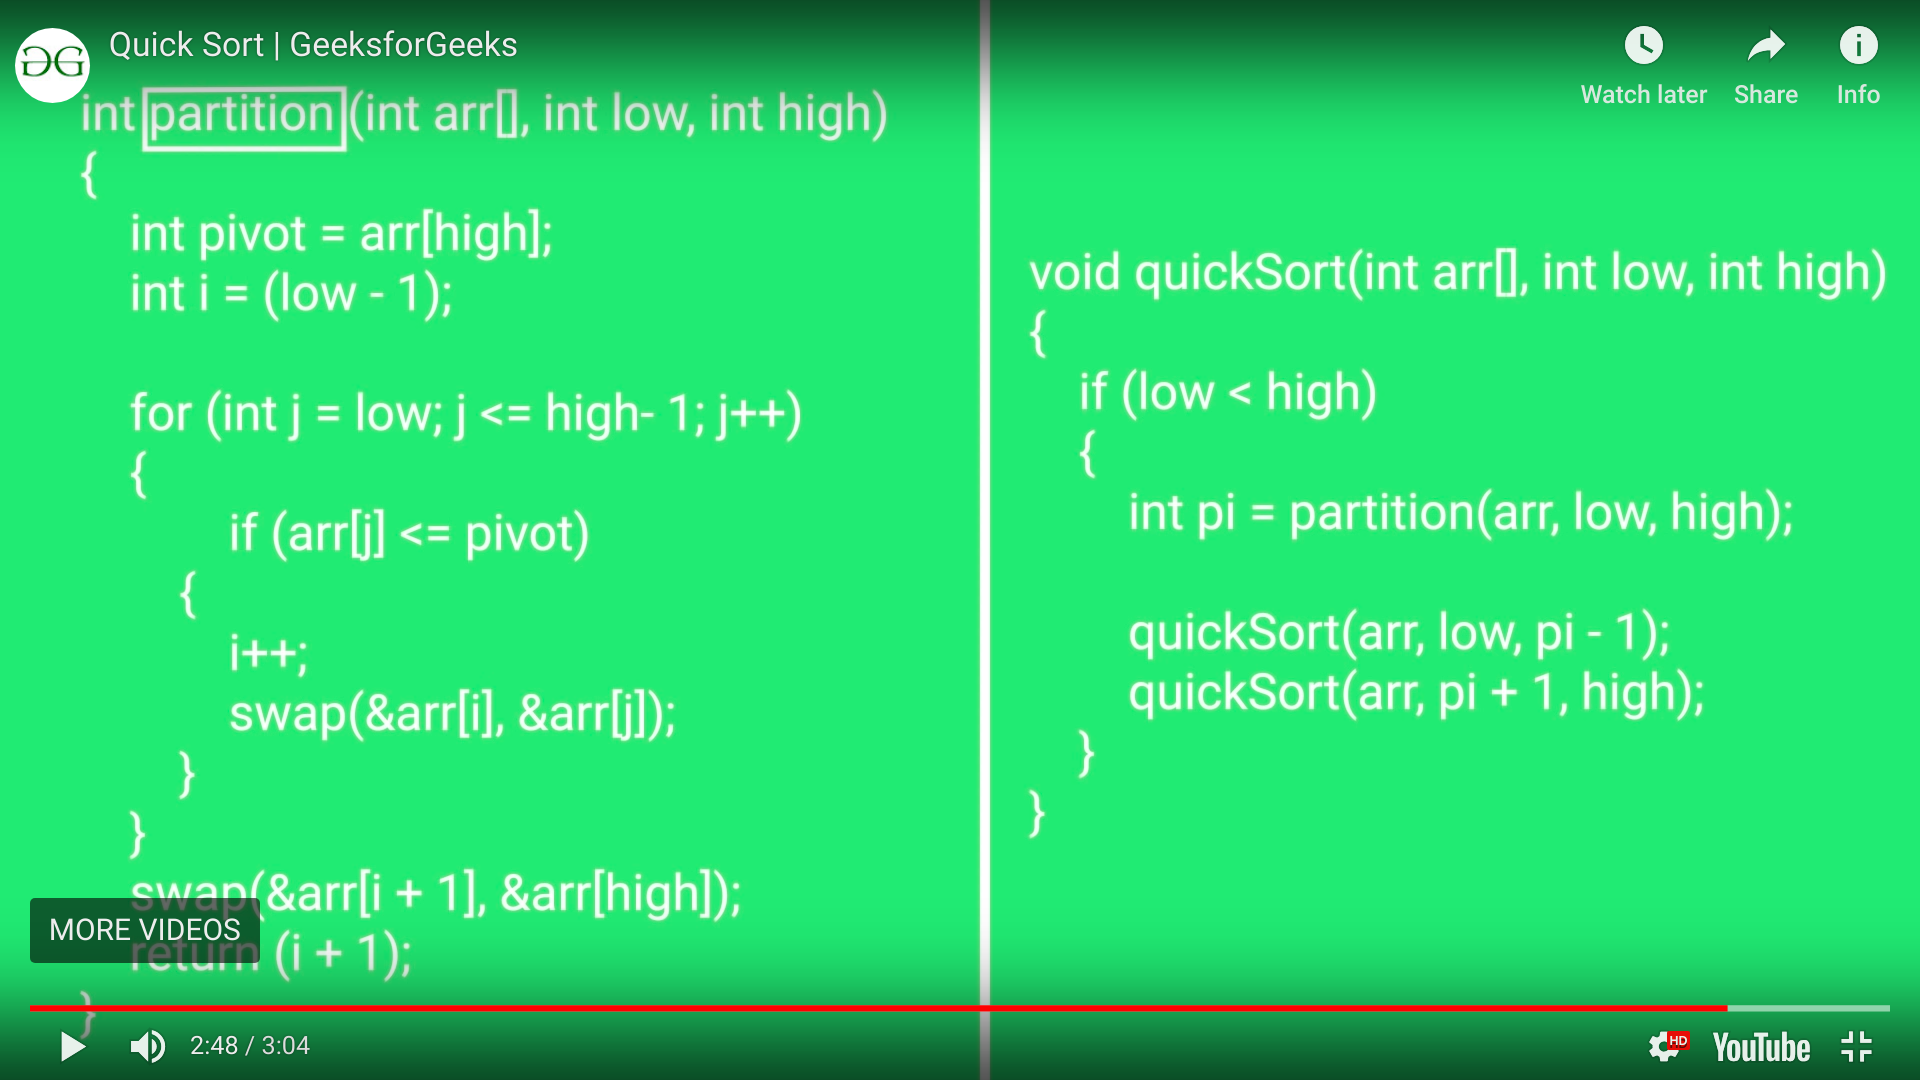 GG
Quick Sort | GeeksforGeeks
Watch later
Share
Info
int partition (int arr[], int low, int high)
{
int pivot = arr[high];
int i = (low - 1);
for (int j = low; j <= high- 1; j++)
{
if (arr[j] <= pivot)
{
i++;
swap(&arr[i], &arr[j]);
}
}
swap(&arr[i + 1], &arr[high]);
return (i + 1);
}
void quickSort(int arr[], int low, int high)
{
if (low < high)
{
int pi = partition(arr, low, high);
quickSort(arr, low, pi - 1);
quickSort(arr, pi + 1, high);
}
}
MORE VIDEOS
2:48 / 3:04
HD
YouTube